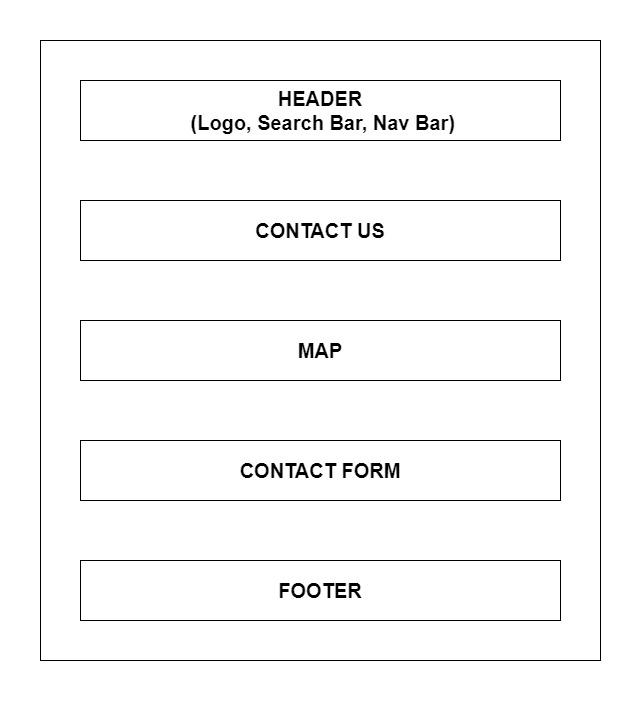 HEADER
(Logo, Search Bar, Nav Bar)
CONTACT US
MAP
CONTACT FORM
FOOTER